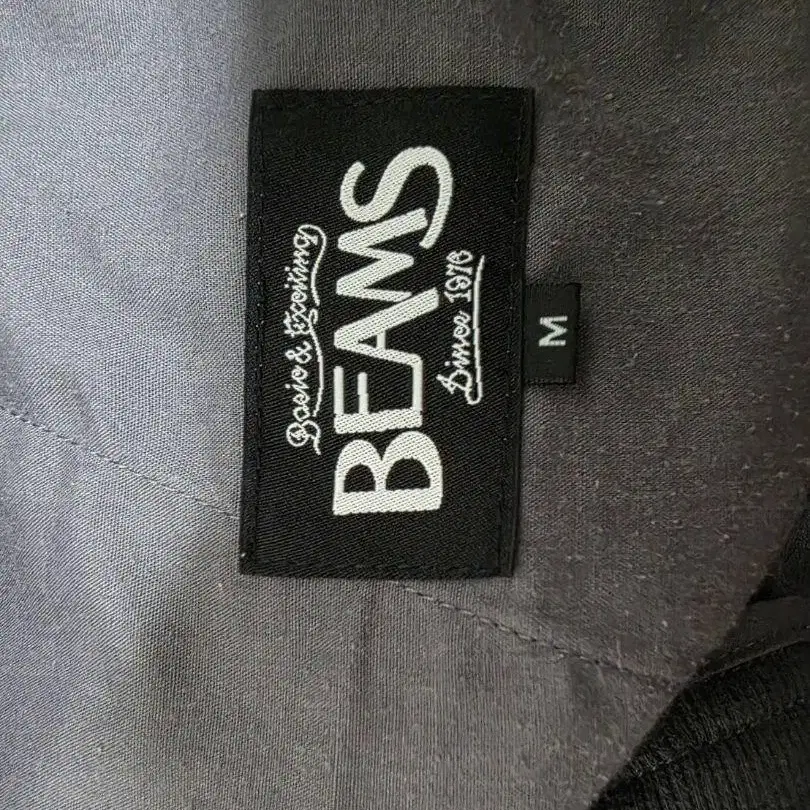 Basic & Exciting
BEAMS
Since 1976
M